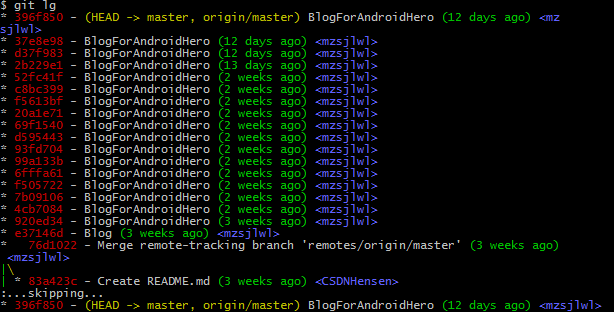 $ git lg
* 396f850 - (HEAD -> master, origin/master) BlogForAndroidHero (12 days ago) <mz
sjlwl>
* 37e8e98 - BlogForAndroidHero (12 days ago) <mzsjlwl>
* d37f983 - BlogForAndroidHero (12 days ago) <mzsjlwl>
* 2b229e1 - BlogForAndroidHero (13 days ago) <mzsjlwl>
* 52fc41f - BlogForAndroidHero (2 weeks ago) <mzsjlwl>
* c8bc399 - BlogForAndroidHero (2 weeks ago) <mzsjlwl>
* f5613bf - BlogForAndroidHero (2 weeks ago) <mzsjlwl>
* 20a1e71 - BlogForAndroidHero (2 weeks ago) <mzsjlwl>
* 69f1540 - BlogForAndroidHero (2 weeks ago) <mzsjlwl>
* d595443 - BlogForAndroidHero (2 weeks ago) <mzsjlwl>
* 93fd704 - BlogForAndroidHero (2 weeks ago) <mzsjlwl>
* 99a133b - BlogForAndroidHero (2 weeks ago) <mzsjlwl>
* 6fffa61 - BlogForAndroidHero (2 weeks ago) <mzsjlwl>
* f505722 - BlogForAndroidHero (2 weeks ago) <mzsjlwl>
* 7b09106 - BlogForAndroidHero (2 weeks ago) <mzsjlwl>
* 4cb7084 - BlogForAndroidHero (2 weeks ago) <mzsjlwl>
* 920ed34 - BlogForAndroidHero (3 weeks ago) <mzsjlwl>
* e37146d - Blog (3 weeks ago) <mzsjlwl>
*   76d1022 - Merge remote-tracking branch 'remotes/origin/master' (3 weeks ago)
 <mzsjlwl>
|\
| * 83a423c - Create README.md (3 weeks ago) <CSDNHensen>
:...skipping...
* 396f850 - (HEAD -> master, origin/master) BlogForAndroidHero (12 days ago) <mzsjlwl>